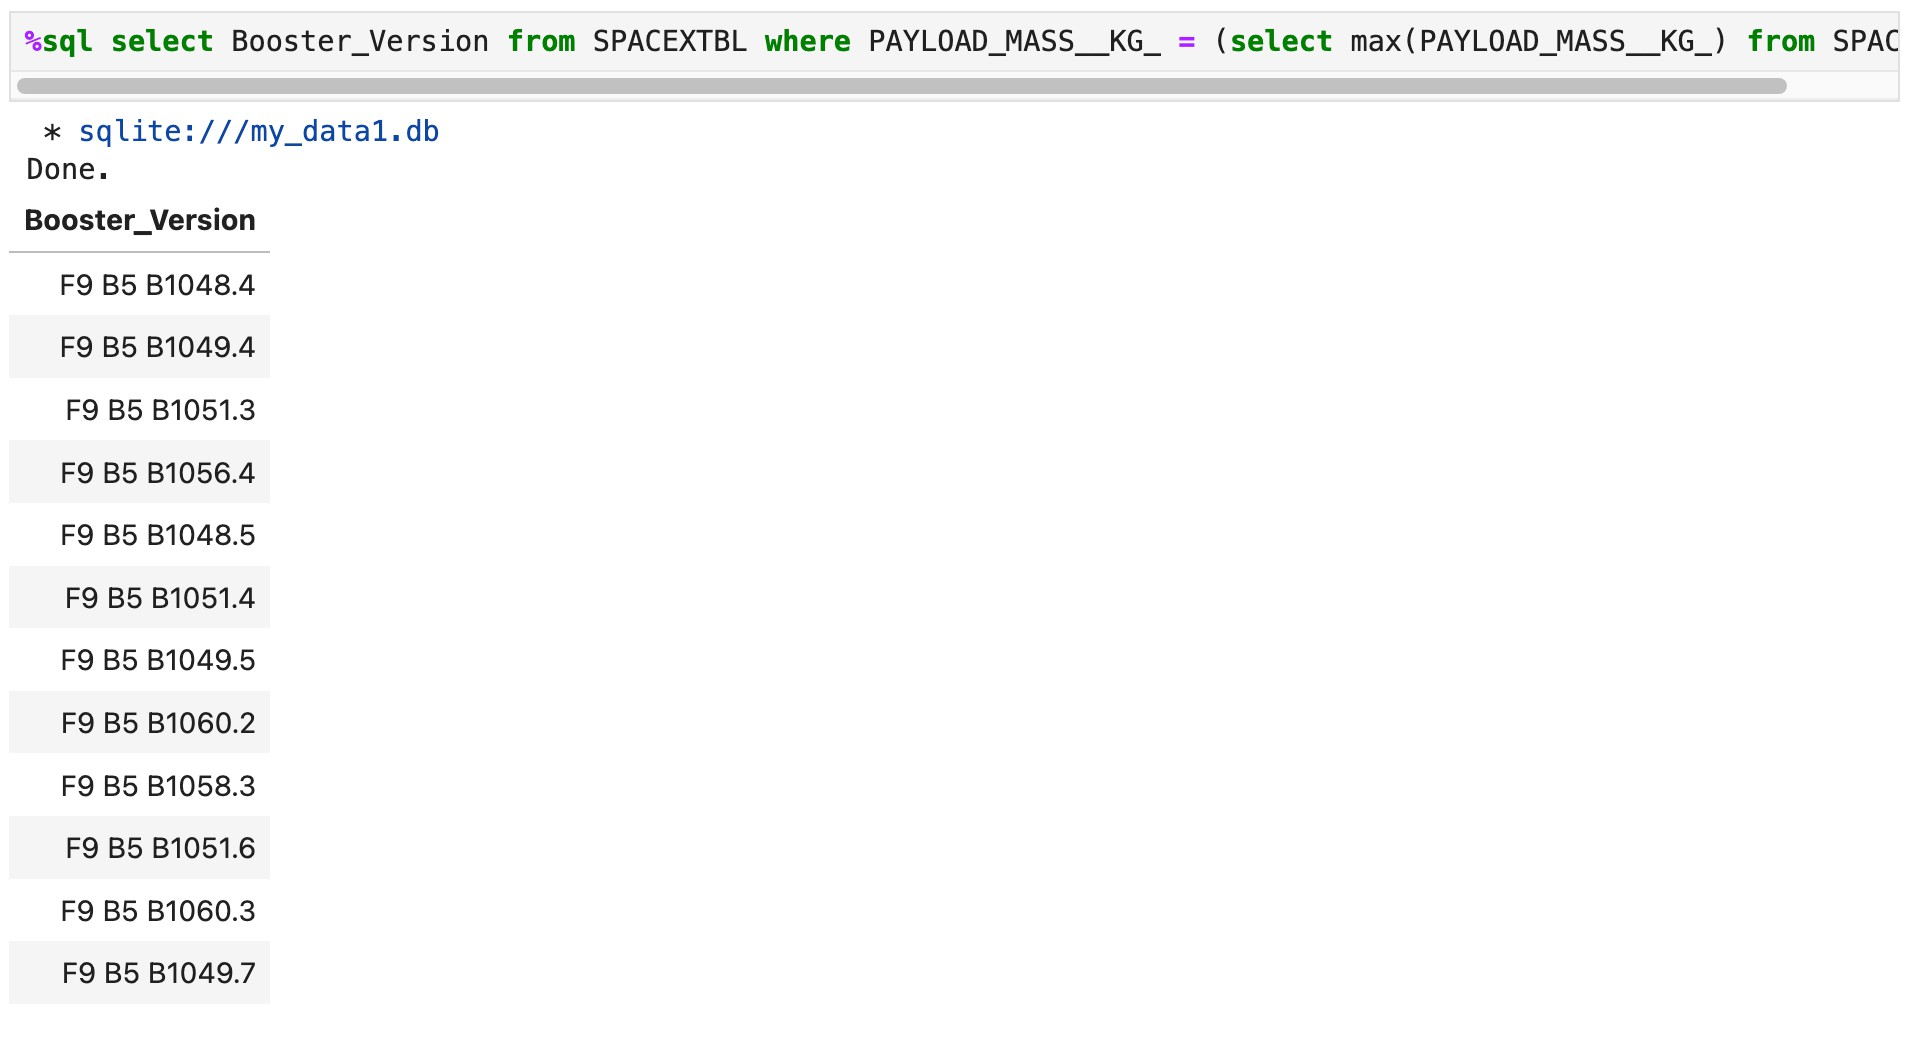 %sql select Booster_Version from SPACEXTBL where PAYLOAD_MASS__KG_ = (select max(PAYLOAD_MASS__KG_) from SPAC
* sqlite:///my_data1.db
Done.
Booster_Version
F9 B5 B1048.4
F9 B5 B1049.4
F9 B5 B1051.3
F9 B5 B1056.4
F9 B5 B1048.5
F9 B5 B1051.4
F9 B5 B1049.5
F9 B5 B1060.2
F9 B5 B1058.3
F9 B5 B1051.6
F9 B5 B1060.3
F9 B5 B1049.7